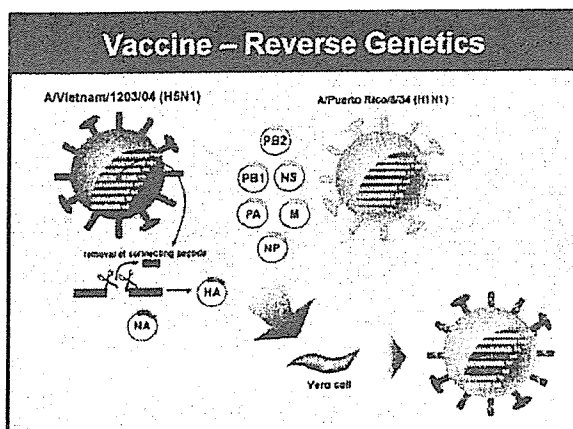 Vaccine – Reverse Genetics
A/Vietnam/1203/04 (H5N1)
A/Puerto Rico/8/34 (H1N1)
PB2
PB1 NS
PA M
NP
removal of connecting peptide
HA
NA
Vero cell